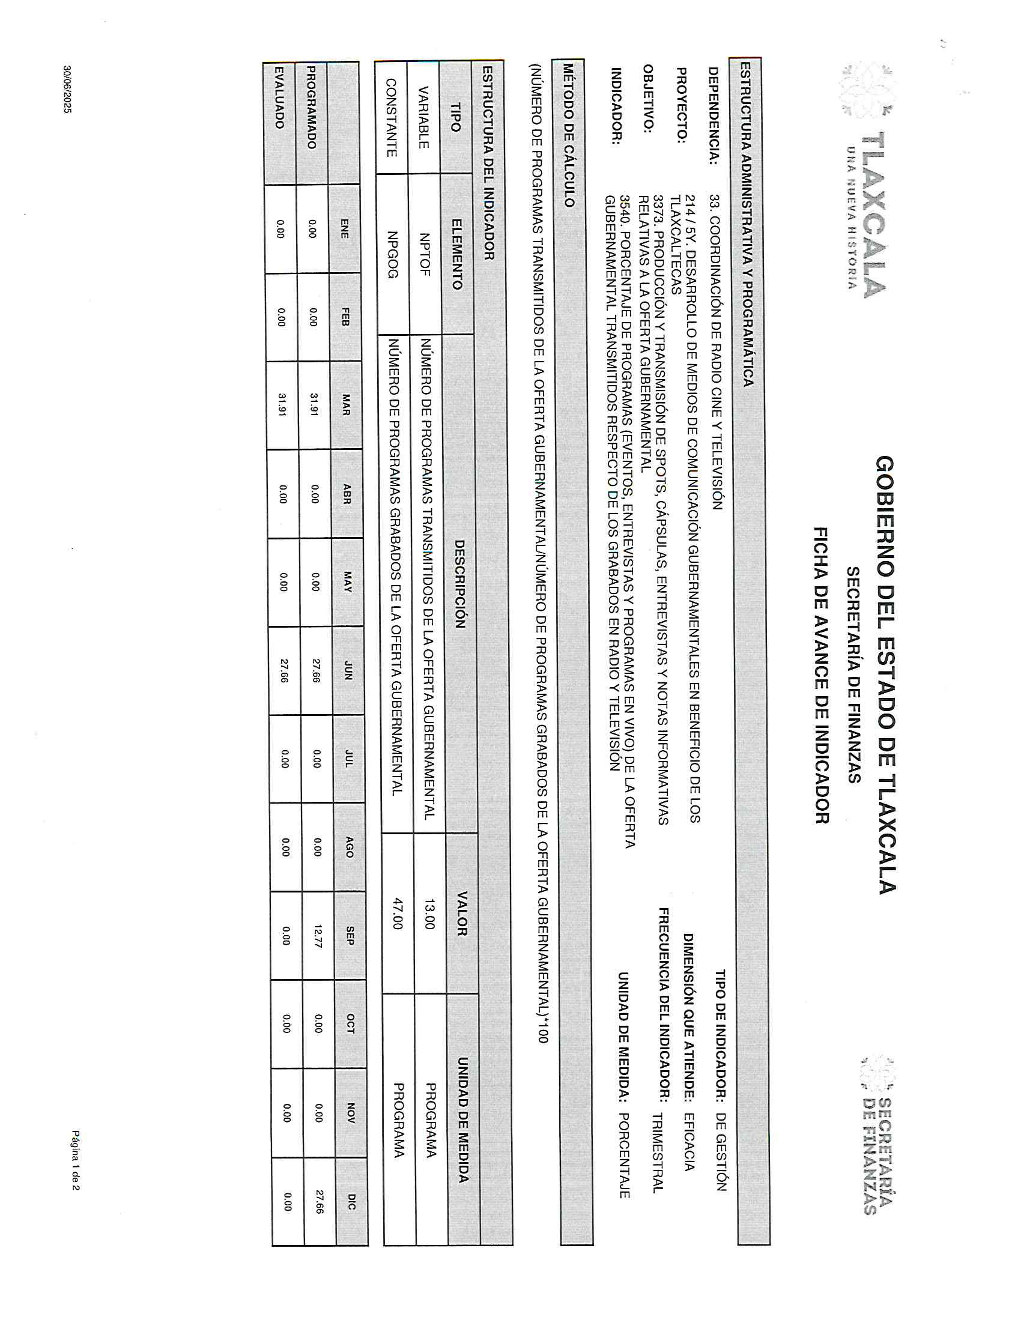 TLAXCALA
UNA NUEVA HISTORIA
GOBIERNO DEL ESTADO DE TLAXCALA
SECRETARÍA DE FINANZAS
FICHA DE AVANCE DE INDICADOR
SECRETARÍA
DE FINANZAS
ESTRUCTURA ADMINISTRATIVA Y PROGRAMÁTICA
DEPENDENCIA: 33. COORDINACIÓN DE RADIO CINE Y TELEVISIÓN
TIPO DE INDICADOR: DE GESTIÓN
PROYECTO: 214 / 5Y. DESARROLLO DE MEDIOS DE COMUNICACIÓN GUBERNAMENTALES EN BENEFICIO DE LOS
TLAXCALTECAS
DIMENSIÓN QUE ATIENDE: EFICACIA
OBJETIVO: 3373. PRODUCCIÓN Y TRANSMISIÓN DE SPOTS, CÁPSULAS, ENTREVISTAS Y NOTAS INFORMATIVAS
RELATIVAS A LA OFERTA GUBERNAMENTAL
FRECUENCIA DEL INDICADOR: TRIMESTRAL
INDICADOR: 3540. PORCENTAJE DE PROGRAMAS (EVENTOS, ENTREVISTAS Y PROGRAMAS EN VIVO) DE LA OFERTA
GUBERNAMENTAL TRANSMITIDOS RESPECTO DE LOS GRABADOS EN RADIO Y TELEVISIÓN
UNIDAD DE MEDIDA: PORCENTAJE
MÉTODO DE CÁLCULO
(NÚMERO DE PROGRAMAS TRANSMITIDOS DE LA OFERTA GUBERNAMENTAL/NÚMERO DE PROGRAMAS GRABADOS DE LA OFERTA GUBERNAMENTAL)*100
ESTRUCTURA DEL INDICADOR
TIPO ELEMENTO DESCRIPCIÓN VALOR UNIDAD DE MEDIDA
VARIABLE NPTOF NÚMERO DE PROGRAMAS TRANSMITIDOS DE LA OFERTA GUBERNAMENTAL 13.00 PROGRAMA
CONSTANTE NPGOG NÚMERO DE PROGRAMAS GRABADOS DE LA OFERTA GUBERNAMENTAL 47.00 PROGRAMA
ENE FEB MAR ABR MAY JUN JUL AGO SEP OCT NOV DIC
PROGRAMADO 0.00 0.00 31.91 0.00 0.00 27.66 0.00 0.00 12.77 0.00 0.00 27.66
EVALUADO 0.00 0.00 31.91 0.00 0.00 27.66 0.00 0.00 0.00 0.00 0.00 0.00
30/06/2025
Página 1 de 2